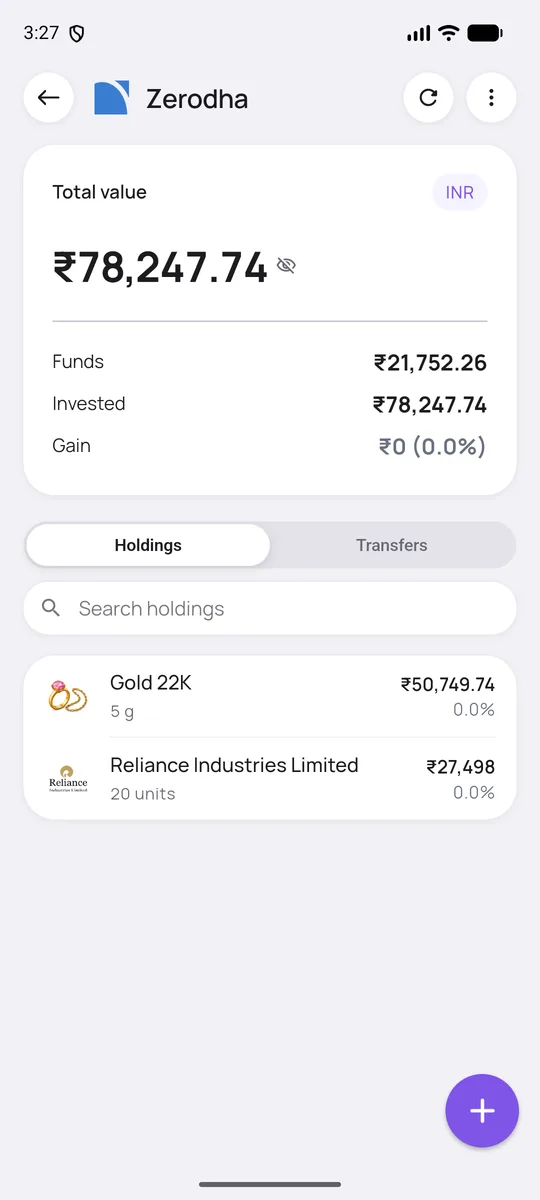 3:27
Zerodha
Total value
INR
₹78,247.74
Funds
₹21,752.26
Invested
₹78,247.74
Gain
₹0 (0.0%)
Holdings
Transfers
Search holdings
Gold 22K
₹50,749.74
5 g
0.0%
Reliance Industries Limited
₹27,498
Reliance
20 units
0.0%